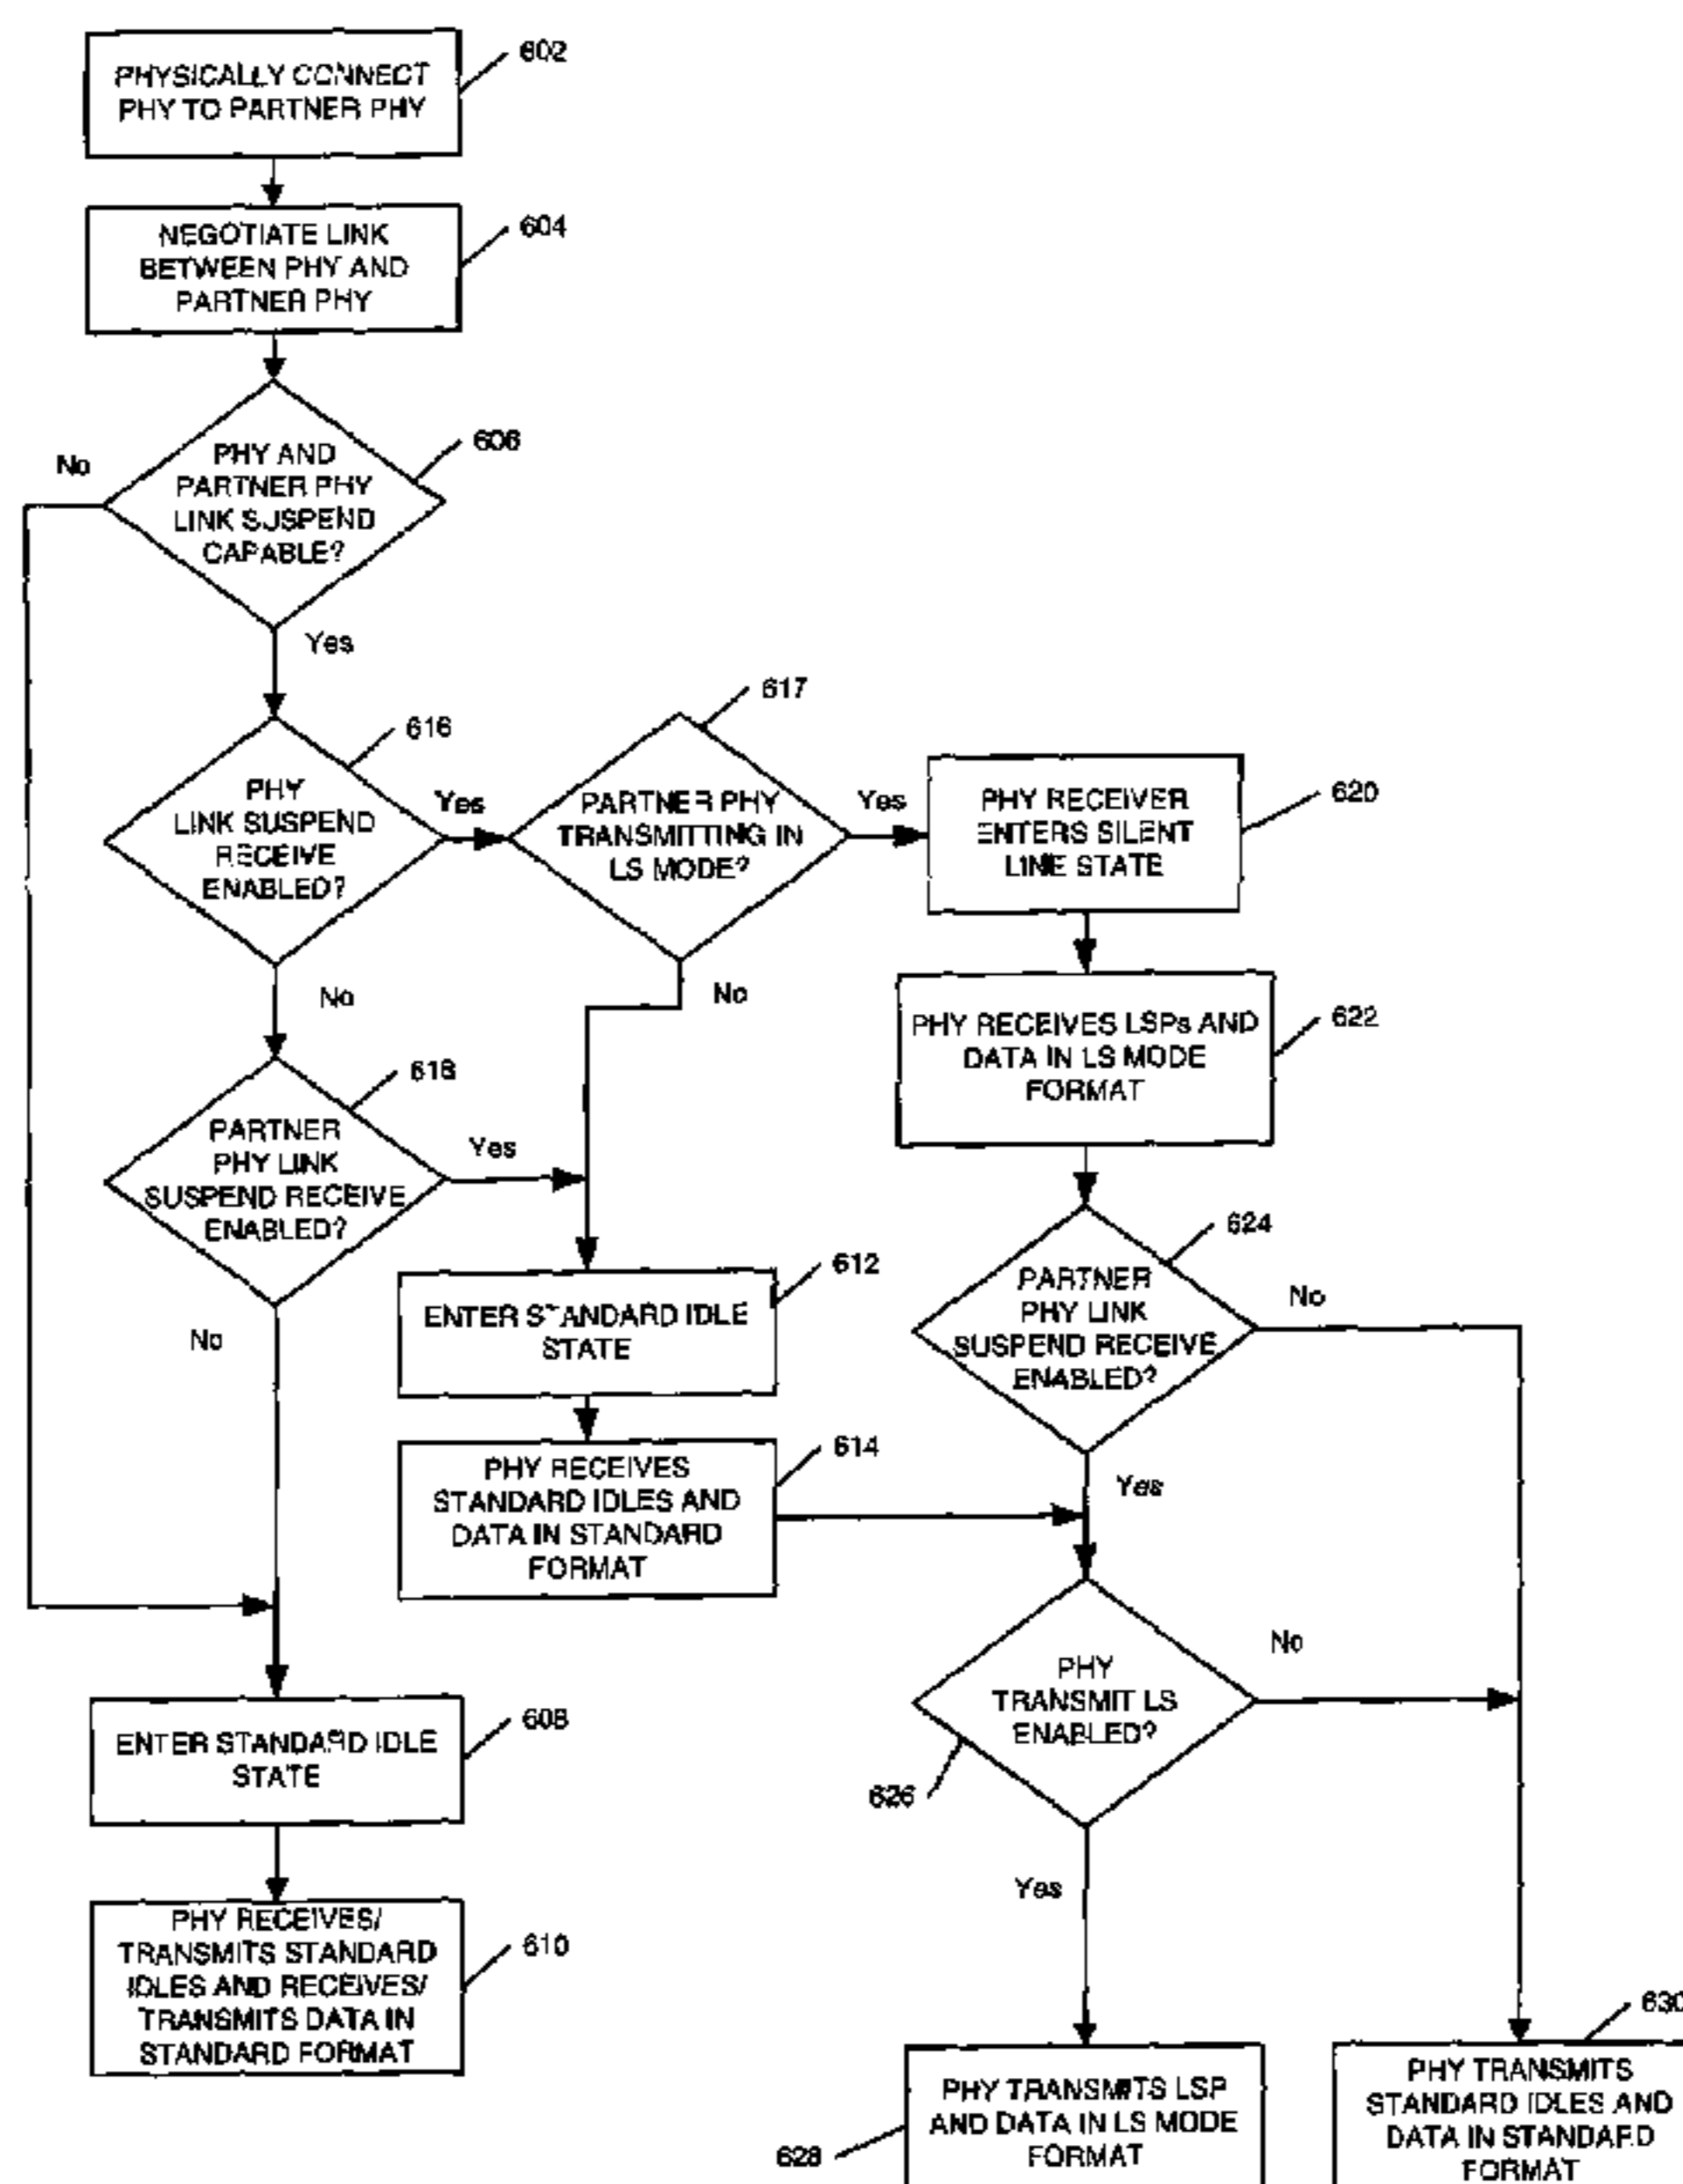 602
PHYSICALLY CONNECT
PHY TO PARTNER PHY
604
NEGOTIATE LINK
BETWEEN PHY AND
PARTNER PHY
606
No
PHY AND
PARTNER PHY
LINK SUSPEND
CAPABLE?
Yes
616
PHY
LINK SUSPEND
RECEIVE
ENABLED?
Yes
No
617
PARTNER PHY
TRANSMITTING IN
LS MODE?
Yes
No
620
PHY RECEIVER
ENTERS SILENT
LINE STATE
622
PHY RECEIVES LSPs AND
DATA IN LS MODE
FORMAT
618
PARTNER
PHY LINK
SUSPEND RECEIVE
ENABLED?
Yes
No
612
ENTER STANDARD IDLE
STATE
614
PHY RECEIVES
STANDARD IDLES AND
DATA IN STANDARD
FORMAT
624
PARTNER
PHY LINK
SUSPEND RECEIVE
ENABLED?
No
Yes
626
PHY
TRANSMIT LS
ENABLED?
No
Yes
608
ENTER STANDARD IDLE
STATE
610
PHY RECEIVES/
TRANSMITS STANDARD
IDLES AND RECEIVES/
TRANSMITS DATA IN
STANDARD FORMAT
628
PHY TRANSMITS LSP
AND DATA IN LS MODE
FORMAT
630
PHY TRANSMITS
STANDARD IDLES AND
DATA IN STANDARD
FORMAT